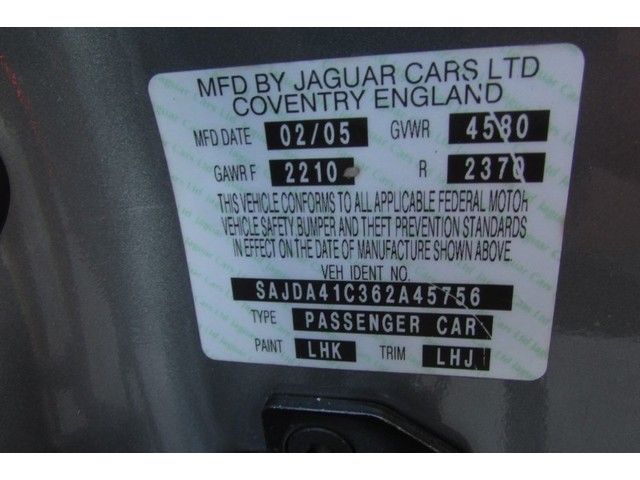 MFD BY JAGUAR CARS LTD
COVENTRY ENGLAND
MFD DATE 02/05 GVWR 4580
GAWR F 2210 R 2370
THIS VEHICLE CONFORMS TO ALL APPLICABLE FEDERAL MOTOR
VEHICLE SAFETY,BUMPER AND THEFT PREVENTION STANDARDS
IN EFFECT ON THE DATE OF MANUFACTURE SHOWN ABOVE.
VEH IDENT NO.
SAJDA41C362A45756
TYPE PASSENGER CAR
PAINT LHK TRIM LHJ